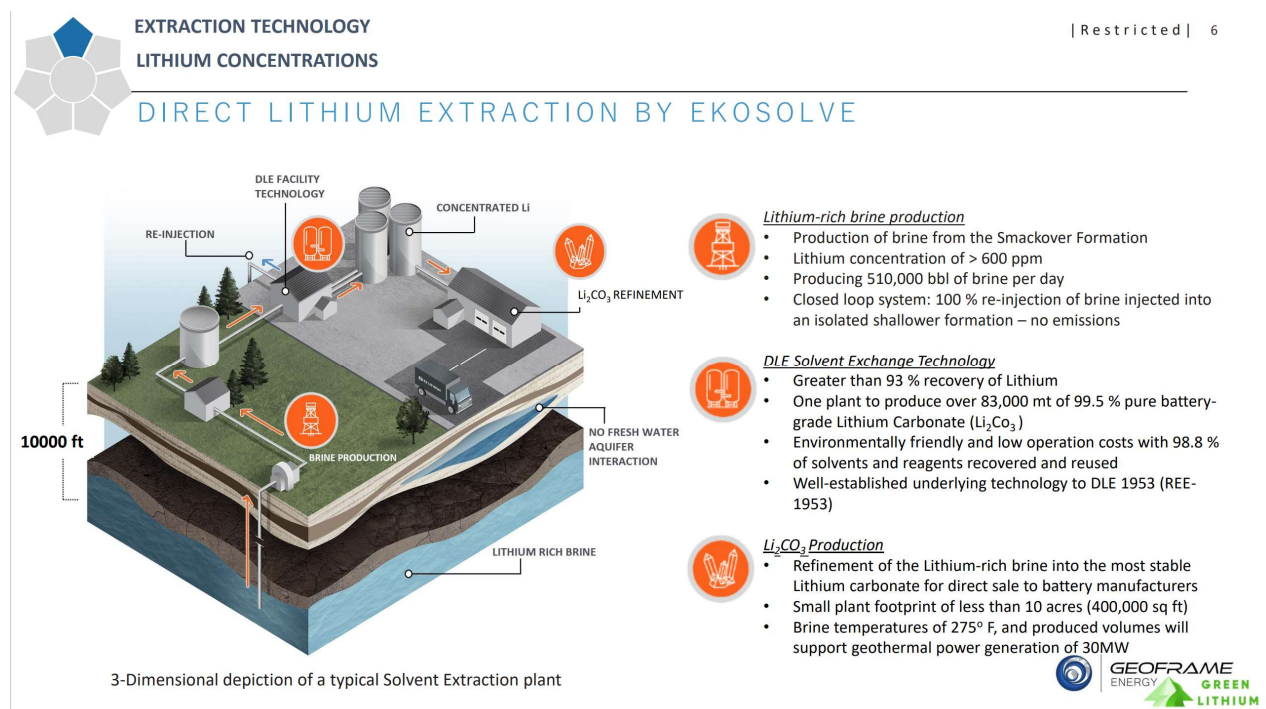 EXTRACTION TECHNOLOGY
|Restricted| 6
LITHIUM CONCENTRATIONS
DIRECT LITHIUM EXTRACTION BY EKOSOLVE
DLE FACILITY
TECHNOLOGY
CONCENTRATED Li
RE-INJECTION
Li₂CO₃ REFINEMENT
10000 ft
BRINE PRODUCTION
NO FRESH WATER
AQUIFER
INTERACTION
LITHIUM RICH BRINE
3-Dimensional depiction of a typical Solvent Extraction plant
Lithium-rich brine production
• Production of brine from the Smackover Formation
• Lithium concentration of > 600 ppm
• Producing 510,000 bbl of brine per day
• Closed loop system: 100 % re-injection of brine injected into
an isolated shallower formation – no emissions
DLE Solvent Exchange Technology
• Greater than 93 % recovery of Lithium
• One plant to produce over 83,000 mt of 99.5 % pure battery-
grade Lithium Carbonate (Li₂Co₃)
• Environmentally friendly and low operation costs with 98.8 %
of solvents and reagents recovered and reused
• Well-established underlying technology to DLE 1953 (REE-
1953)
Li₂CO₃ Production
• Refinement of the Lithium-rich brine into the most stable
Lithium carbonate for direct sale to battery manufacturers
• Small plant footprint of less than 10 acres (400,000 sq ft)
• Brine temperatures of 275° F, and produced volumes will
support geothermal power generation of 30MW
GEOFRAME
ENERGY
GREEN
LITHIUM